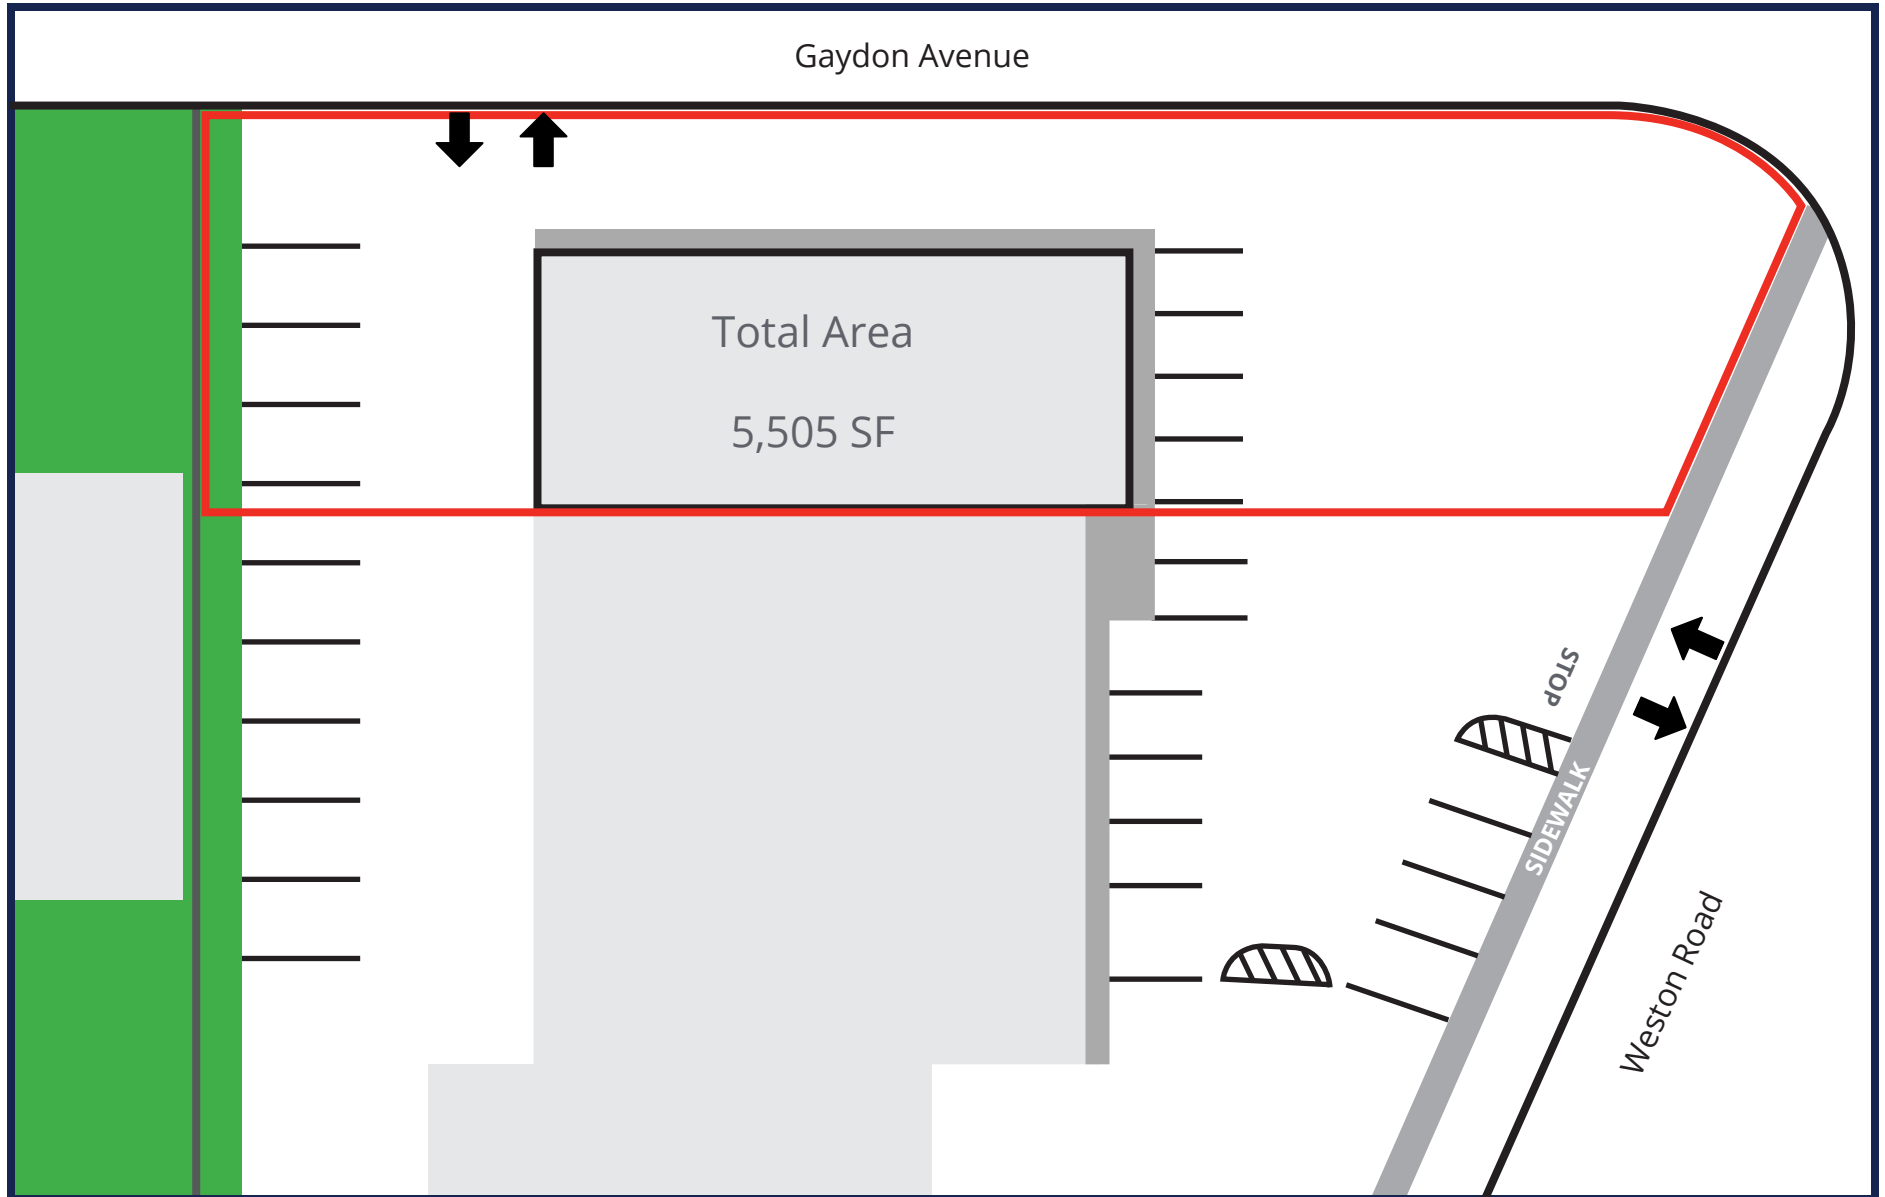 Gaydon Avenue
Total Area
5,505 SF
STOP
SIDEWALK
Weston Road